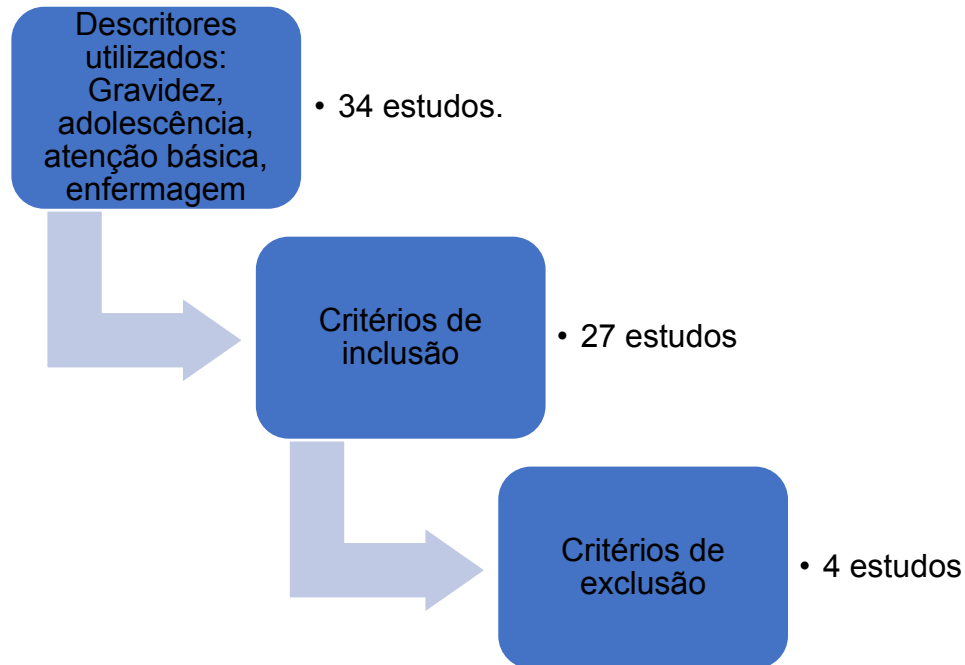 Descritores
utilizados:
Gravidez,
adolescência,
atenção básica,
enfermagem
• 34 estudos.
Critérios de
inclusão
• 27 estudos
Critérios de
exclusão
• 4 estudos